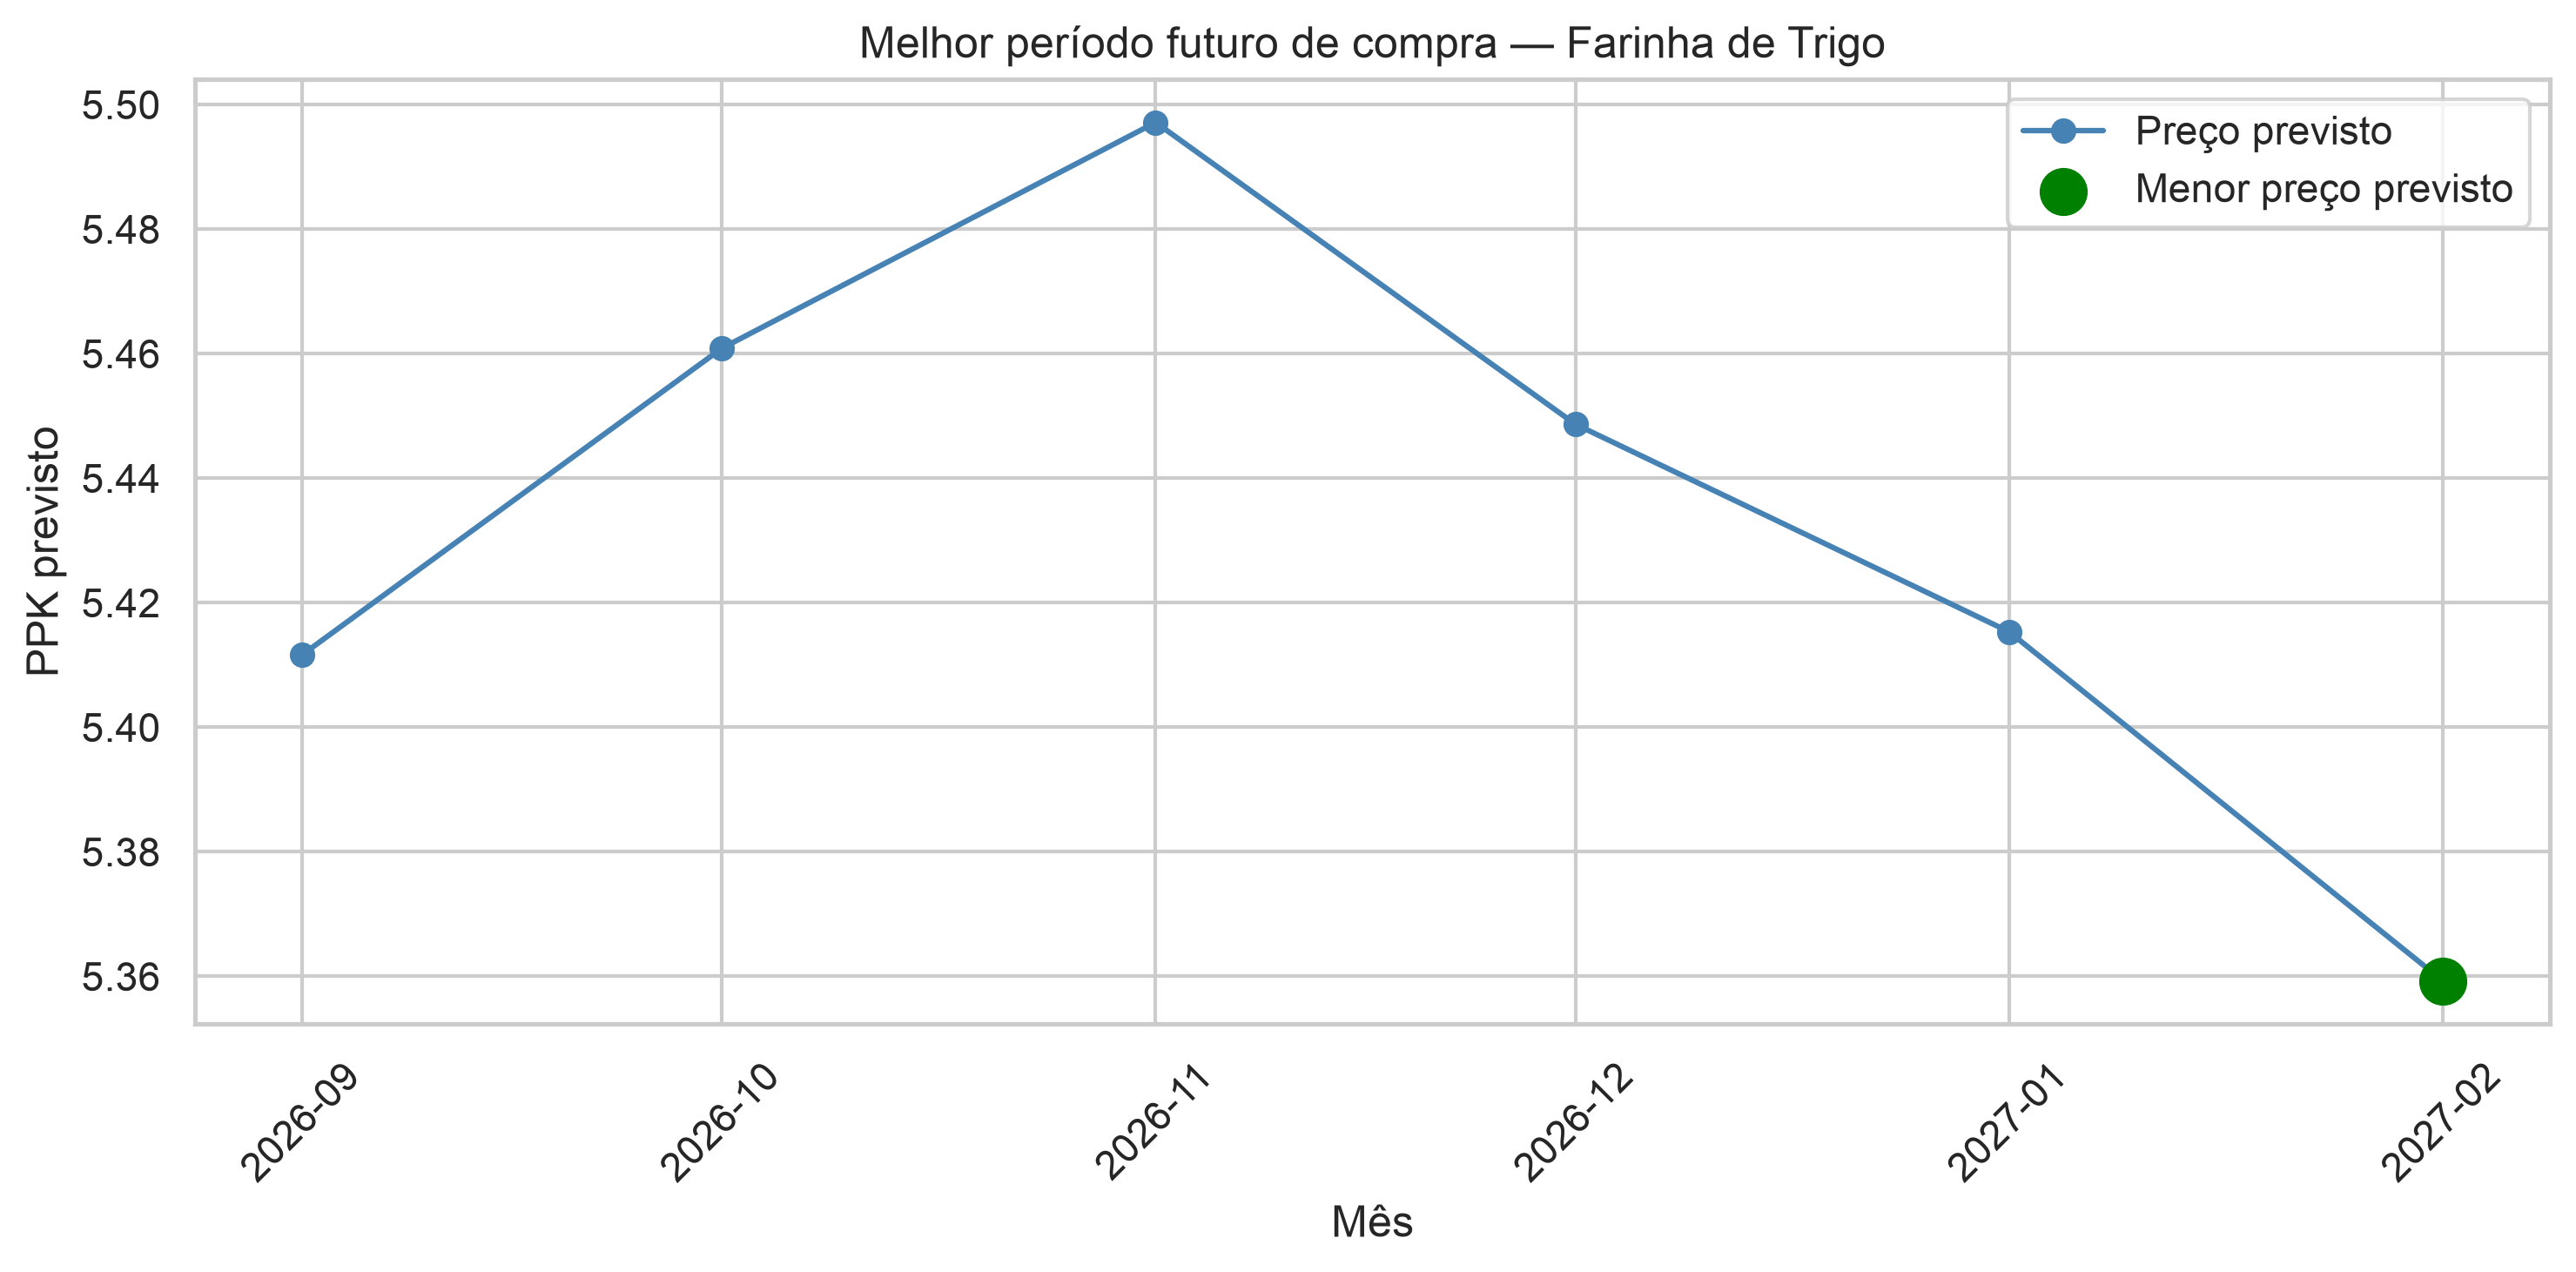 Melhor período futuro de compra — Farinha de Trigo
Preço previsto
Menor preço previsto
PPK previsto
5.50
5.48
5.46
5.44
5.42
5.40
5.38
5.36
2026-09
2026-10
2026-11
2026-12
2027-01
2027-02
Mês